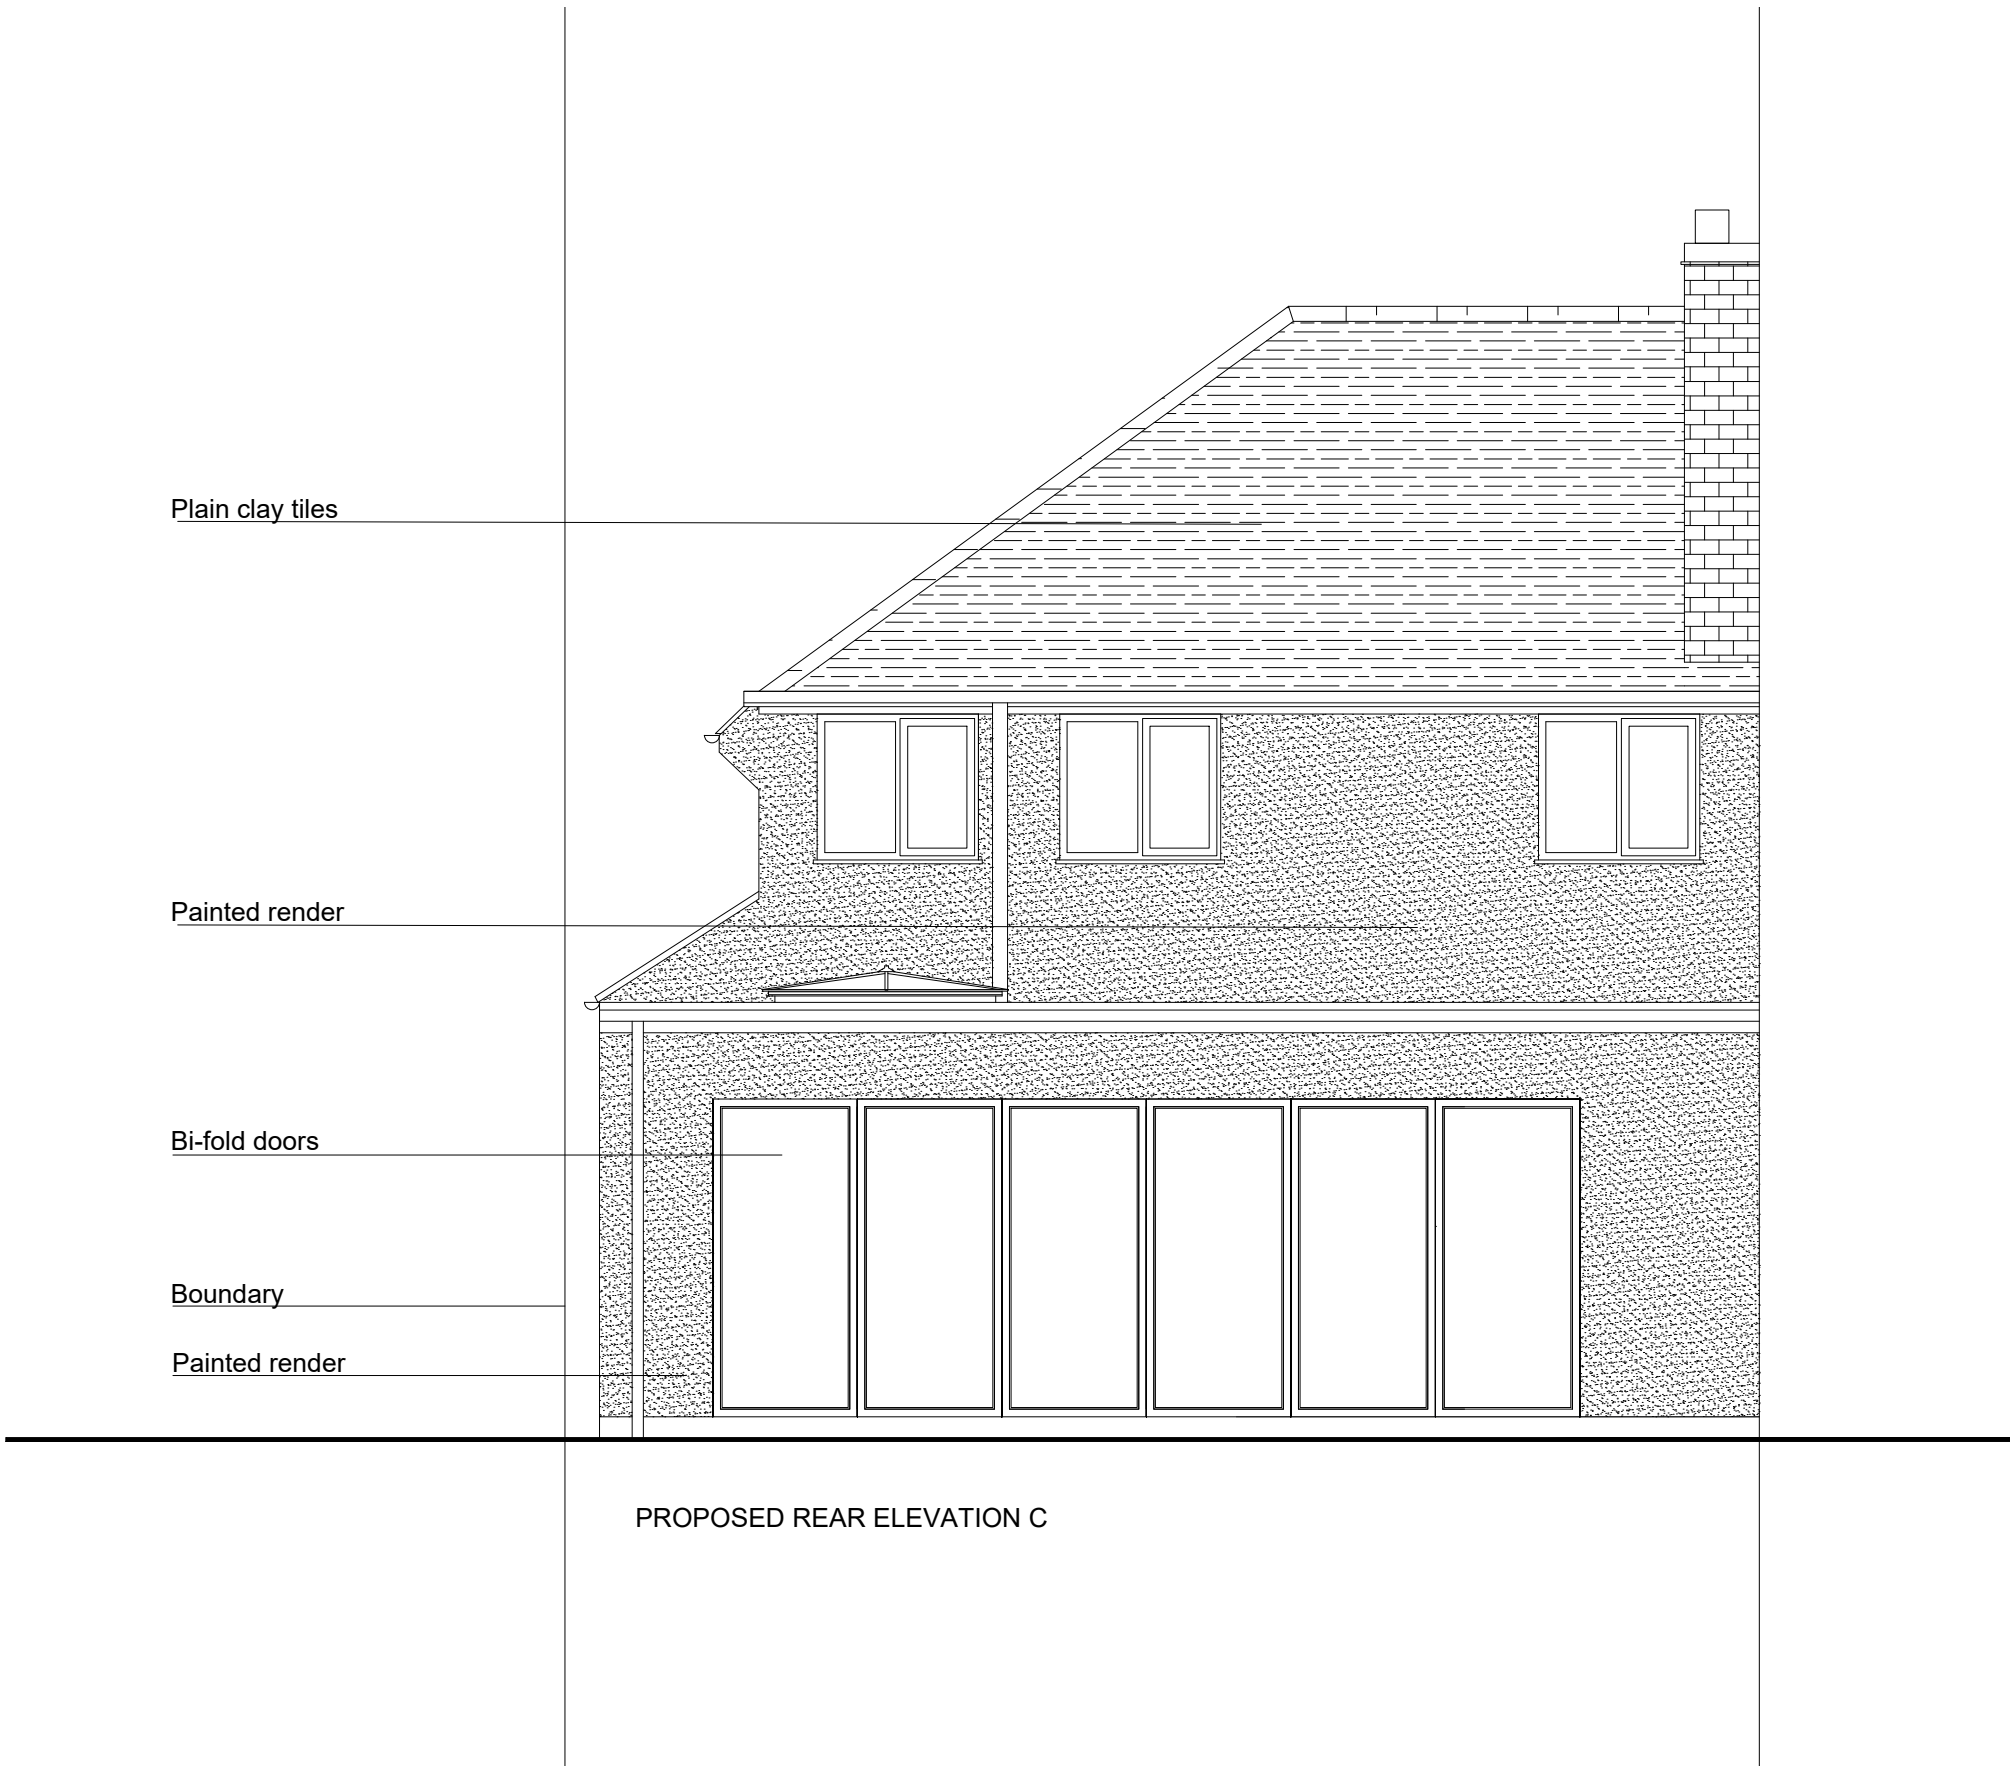 Plain clay tiles
Painted render
Bi-fold doors
Boundary
Painted render
PROPOSED REAR ELEVATION C